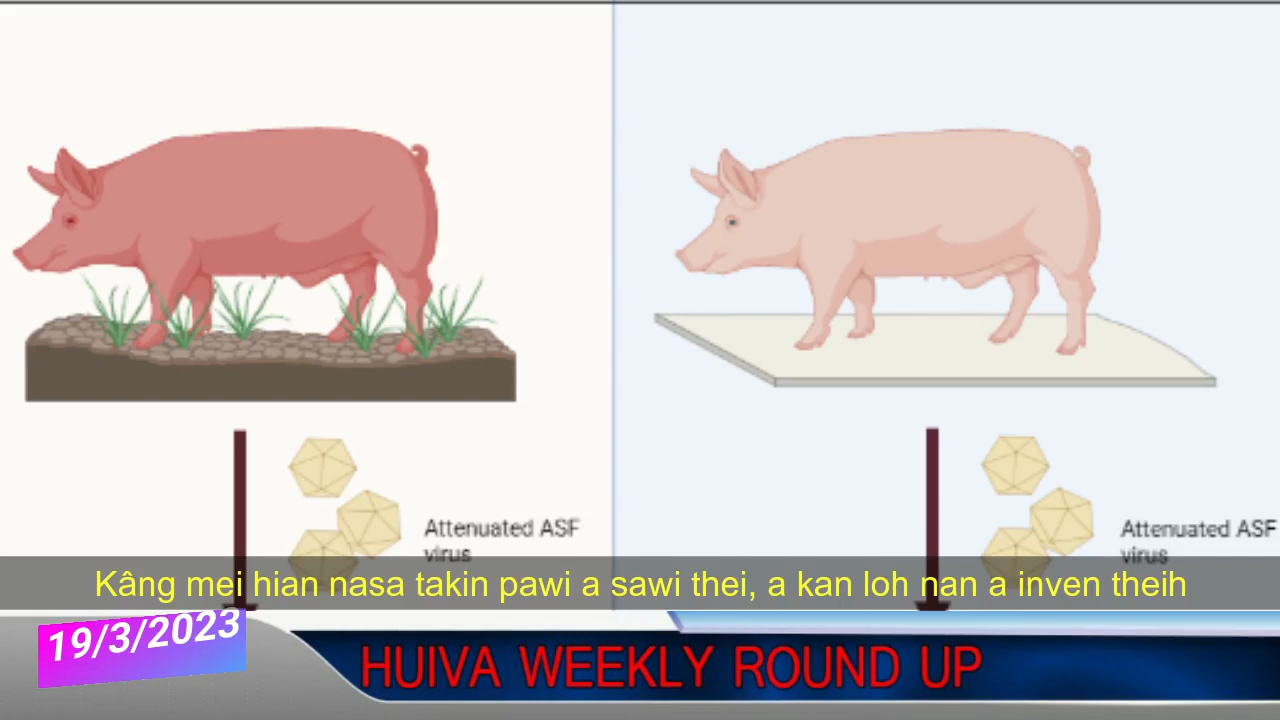 Attenuated ASF
virus
Attenuated ASF
virus
Kâng mei hian nasa takin pawi a sawi thei, a kan loh nan a inven theih
19/3/2023
HUIVA WEEKLY ROUND UP